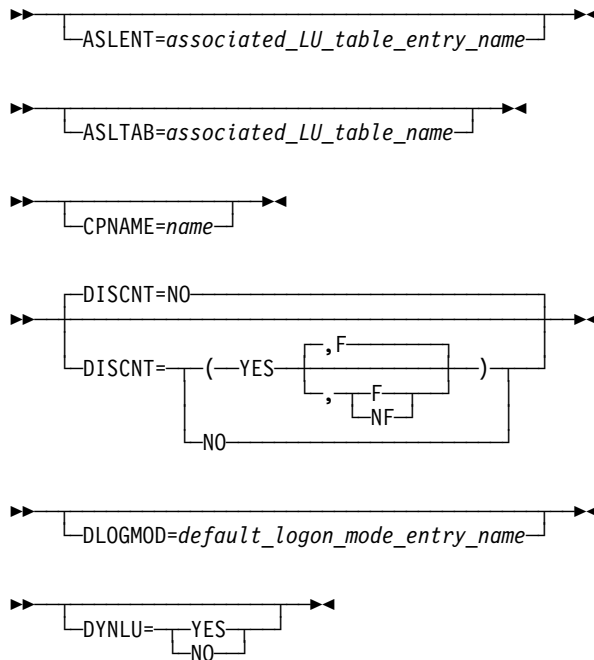 ASLENT=associated_LU_table_entry_name
ASLTAB=associated_LU_table_name
CPNAME=name
DISCNT=NO
,F
DISCNT= ( YES )
, F
NF
NO
DLOGMOD=default_logon_mode_entry_name
DYNLU= YES
NO